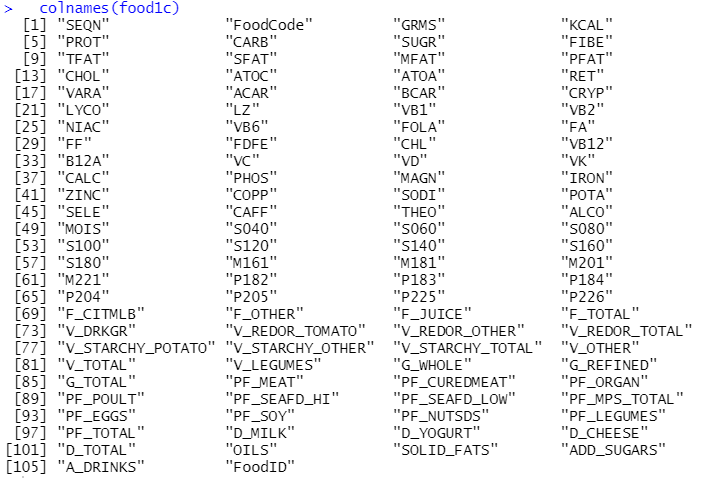 > colnames(food1c)
[1] "SEQN" "FoodCode" "GRMS" "KCAL"
[5] "PROT" "CARB" "SUGR" "FIBE"
[9] "TFAT" "SFAT" "MFAT" "PFAT"
[13] "CHOL" "ATOC" "ATOA" "RET"
[17] "VARA" "ACAR" "BCAR" "CRYP"
[21] "LYCO" "LZ" "VB1" "VB2"
[25] "NIAC" "VB6" "FOLA" "FA"
[29] "FF" "FDFE" "CHL" "VB12"
[33] "B12A" "VC" "VD" "VK"
[37] "CALC" "PHOS" "MAGN" "IRON"
[41] "ZINC" "COPP" "SODI" "POTA"
[45] "SELE" "CAFF" "THEO" "ALCO"
[49] "MOIS" "S040" "S060" "S080"
[53] "S100" "S120" "S140" "S160"
[57] "S180" "M161" "M181" "M201"
[61] "M221" "P182" "P183" "P184"
[65] "P204" "P205" "P225" "P226"
[69] "F_CITMLB" "F_OTHER" "F_JUICE" "F_TOTAL"
[73] "V_DRKGR" "V_REDOR_TOMATO" "V_REDOR_OTHER" "V_REDOR_TOTAL"
[77] "V_STARCHY_POTATO" "V_STARCHY_OTHER" "V_STARCHY_TOTAL" "V_OTHER"
[81] "V_TOTAL" "V_LEGUMES" "G_WHOLE" "G_REFINED"
[85] "G_TOTAL" "PF_MEAT" "PF_CUREDMEAT" "PF_ORGAN"
[89] "PF_POULT" "PF_SEAFD_HI" "PF_SEAFD_LOW" "PF_MPS_TOTAL"
[93] "PF_EGGS" "PF_SOY" "PF_NUTSDS" "PF_LEGUMES"
[97] "PF_TOTAL" "D_MILK" "D_YOGURT" "D_CHEESE"
[101] "D_TOTAL" "OILS" "SOLID_FATS" "ADD_SUGARS"
[105] "A_DRINKS" "FoodID"